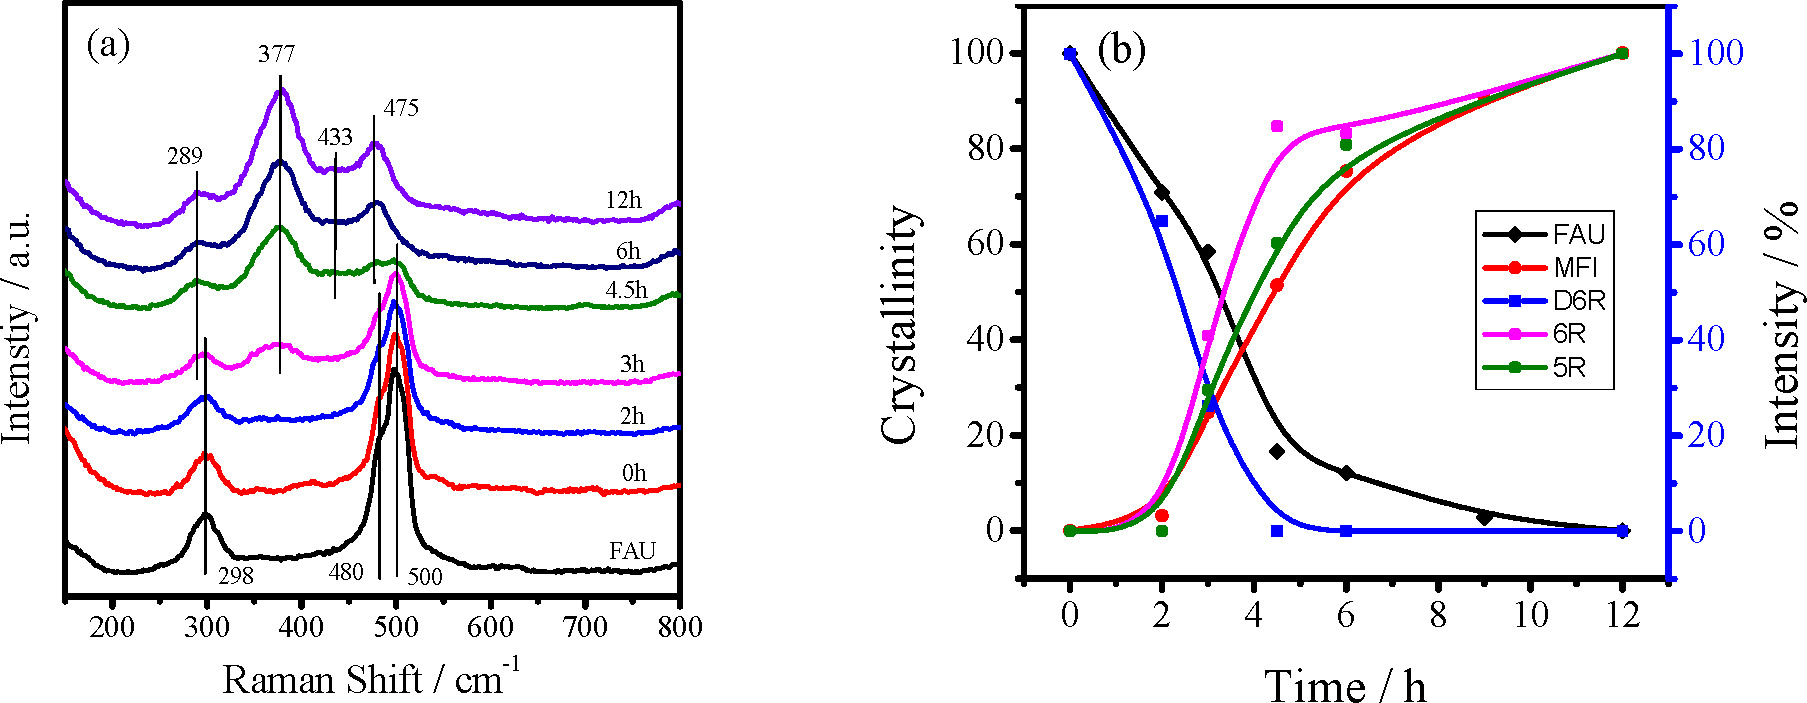 (a)
377
475
433
289
12h
6h
4.5h
3h
2h
0h
FAU
298
480
500
Intenstiy / a.u.
200 300 400 500 600 700 800
Raman Shift / cm-1
(b)
100
80
60
40
20
0
Crystallinity
100
80
60
40
20
0
Intensity / %
FAU
MFI
D6R
6R
5R
0 2 4 6 8 10 12
Time / h